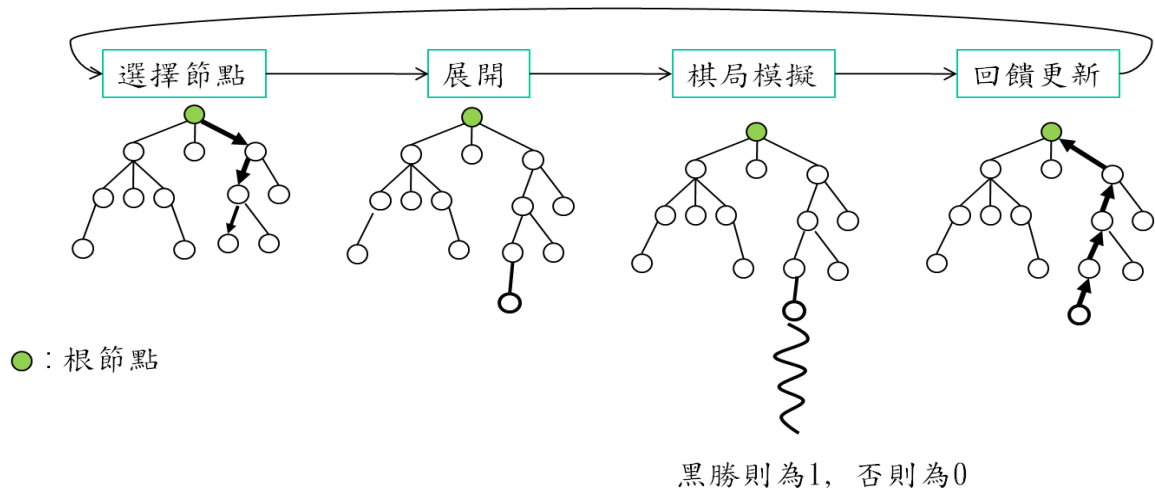 選擇節點
展開
棋局模擬
回饋更新
：根節點
黑勝則為1，否則為0